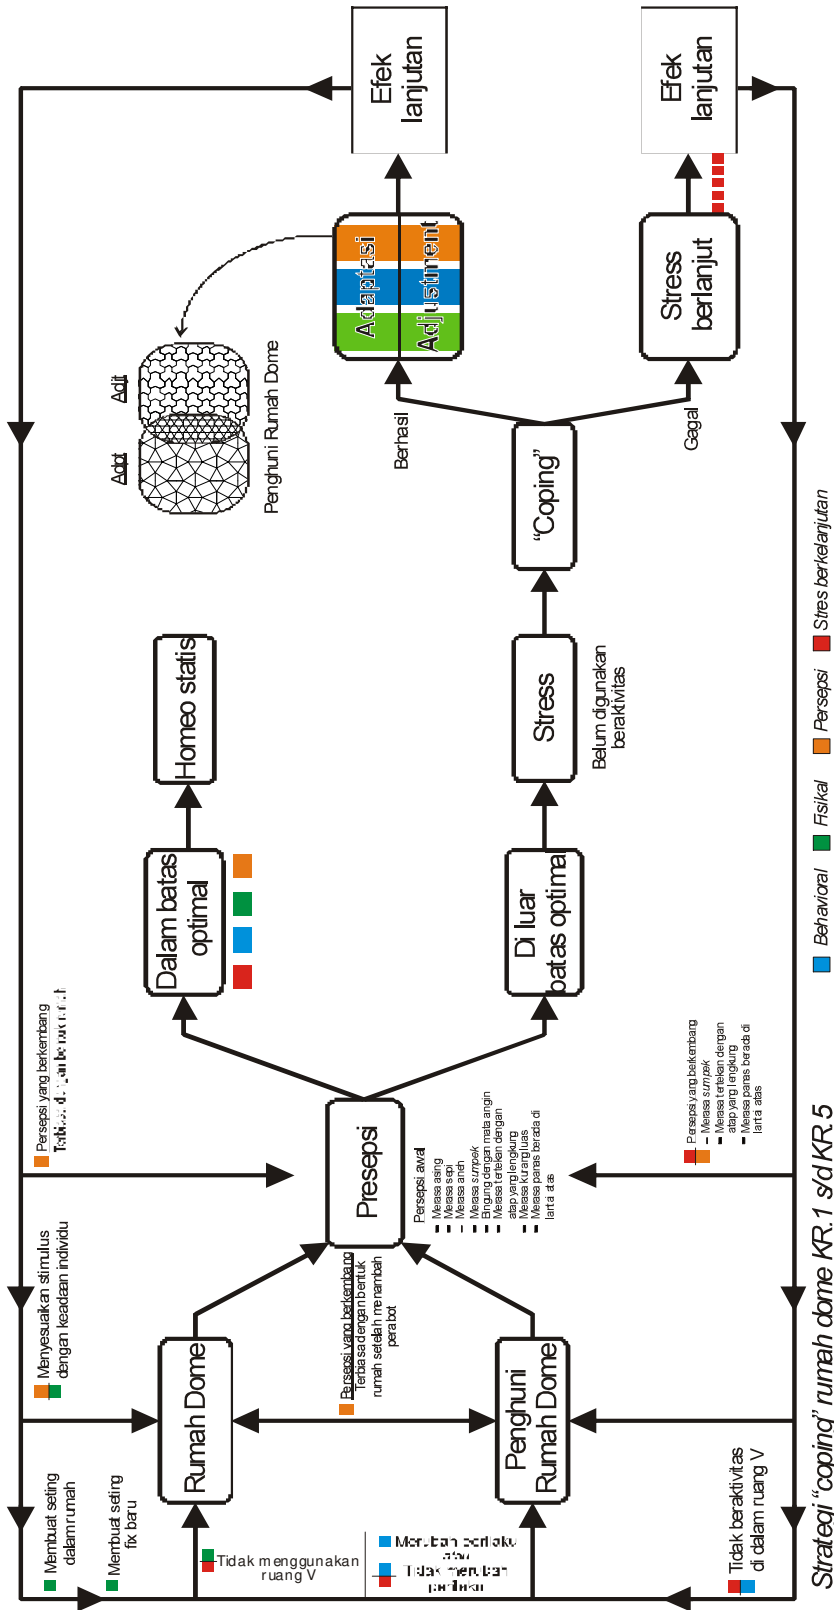 Membuat seting
dalam rumah
Membuat seting
fix baru
Menyesuaikan stimulus
dengan keadaan individu
Persepsi yang berkembang
Terbiasa dengan bentuk rumah
Rumah Dome
Tidak menggunakan
ruang V
Merubah perilaku
atau
Tidak merubah
perilaku
Persepsi yang berkembang
Terbiasa dengan bentuk
rumah setelah menambah
perabot
Penghuni
Rumah Dome
Tidak beraktivitas
di dalam ruang V
Presepsi
Persepsi awal
- Merasa asing
- Merasa sepi
- Merasa aneh
- Merasa sumpek
- Bingung dengan mata angin
- Merasa tertekan dengan
atap yang lengkung
- Merasa kurang luas
- Merasa panas berada di
lantai atas
Persepsi yang berkembang
- Merasa sumpek
- Merasa tertekan dengan
atap yang lengkung
- Merasa panas berada di
lantai atas
Dalam batas
optimal
Homeo statis
Di luar
batas optimal
Stress
Belum digunakan
beraktivitas
"Coping"
Berhasil
Gagal
Adpt
Adjt
Penghuni Rumah Dome
Adaptasi
Adjustment
Stress
berlanjut
Efek
lanjutan
Efek
lanjutan
Behavioral
Fisikal
Persepsi
Stres berkelanjutan
Strategi "coping" rumah dome KR.1 s/d KR.5